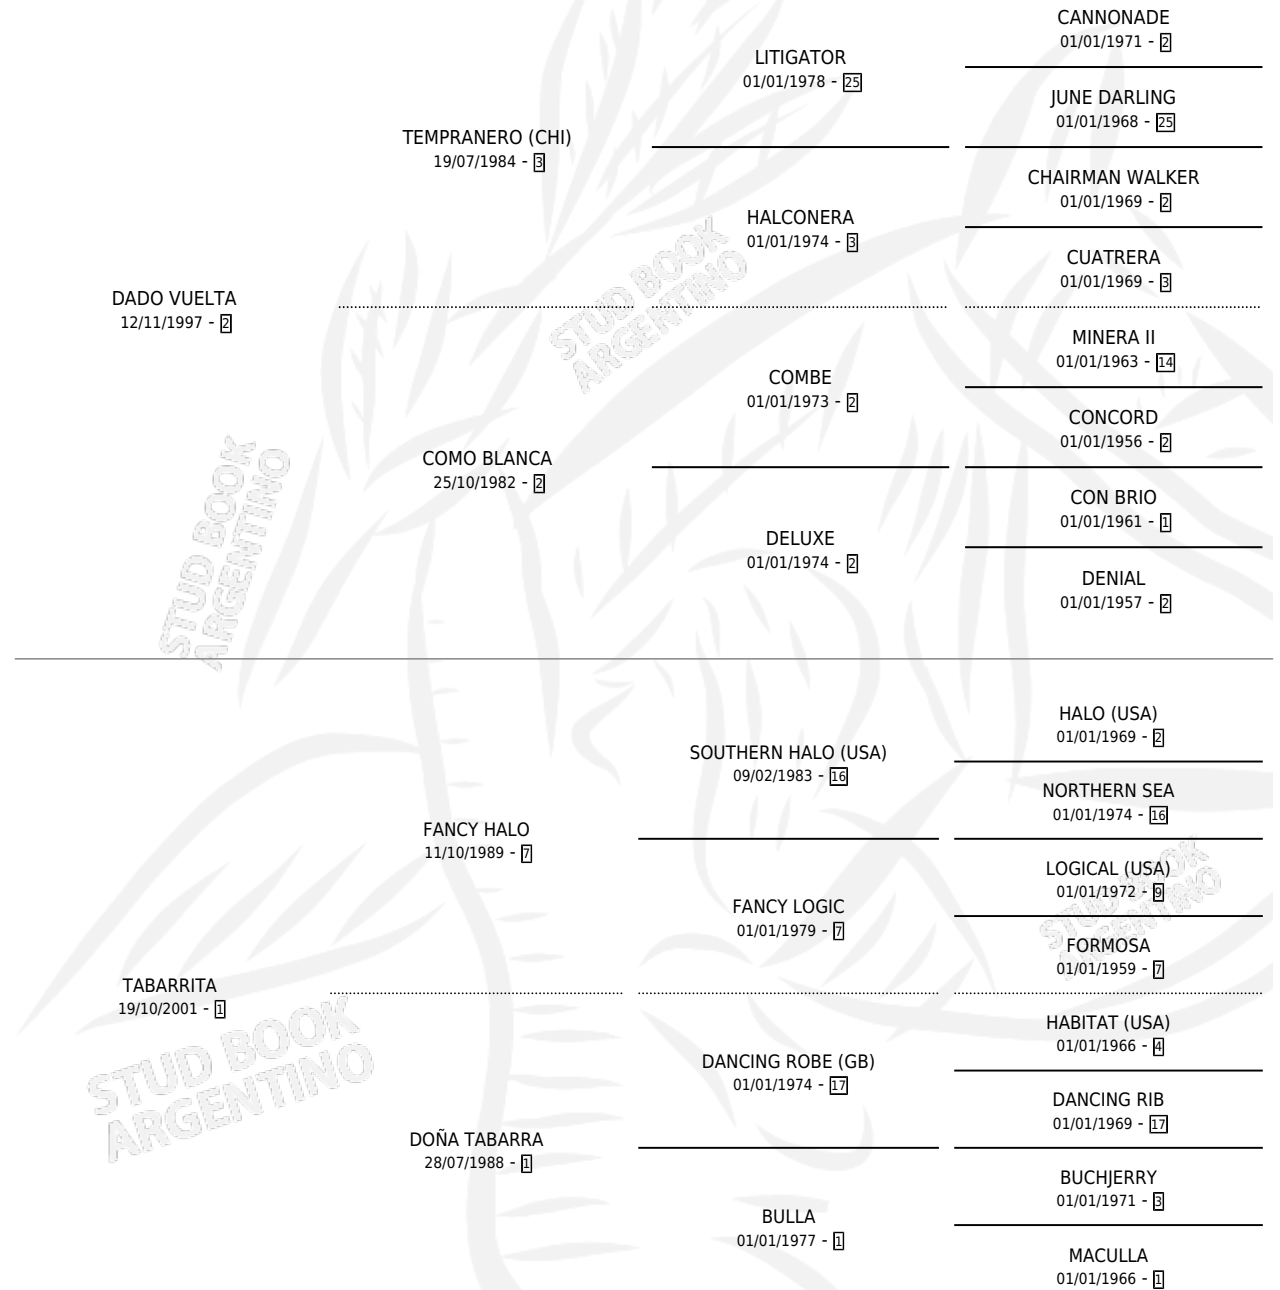 CANNONADE
01/01/1971 - 2
LITIGATOR
01/01/1978 - 25
JUNE DARLING
01/01/1968 - 25
TEMPRANERO (CHI)
19/07/1984 - 3
CHAIRMAN WALKER
01/01/1969 - 2
HALCONERA
01/01/1974 - 3
CUATRERA
01/01/1969 - 3
DADO VUELTA
12/11/1997 - 2
STUD BOOK
ARGENTINO
MINERA II
01/01/1963 - 14
COMBE
01/01/1973 - 2
CONCORD
01/01/1956 - 2
COMO BLANCA
25/10/1982 - 2
CON BRIO
01/01/1961 - 1
DELUXE
01/01/1974 - 2
DENIAL
01/01/1957 - 2
STUD BOOK
ARGENTINO
HALO (USA)
01/01/1969 - 2
SOUTHERN HALO (USA)
09/02/1983 - 16
NORTHERN SEA
01/01/1974 - 16
FANCY HALO
11/10/1989 - 7
LOGICAL (USA)
01/01/1972 - 9
FANCY LOGIC
01/01/1979 - 7
STUD BOOK
ARGENTINO
FORMOSA
01/01/1959 - 7
TABARRITA
19/10/2001 - 1
HABITAT (USA)
01/01/1966 - 4
STUD BOOK
ARGENTINO
DANCING ROBE (GB)
01/01/1974 - 17
DANCING RIB
01/01/1969 - 17
DOÑA TABARRA
28/07/1988 - 1
BUCHJERRY
01/01/1971 - 3
BULLA
01/01/1977 - 1
MACULLA
01/01/1966 - 1